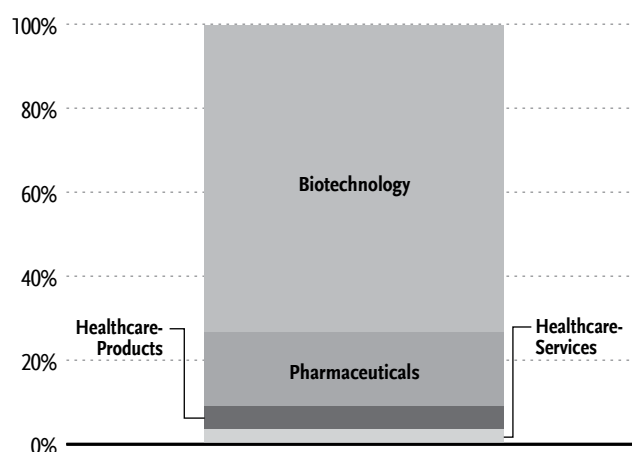 100%
80%
Biotechnology
60%
40%
Healthcare-
Products
Healthcare-
Services
20%
Pharmaceuticals
0%